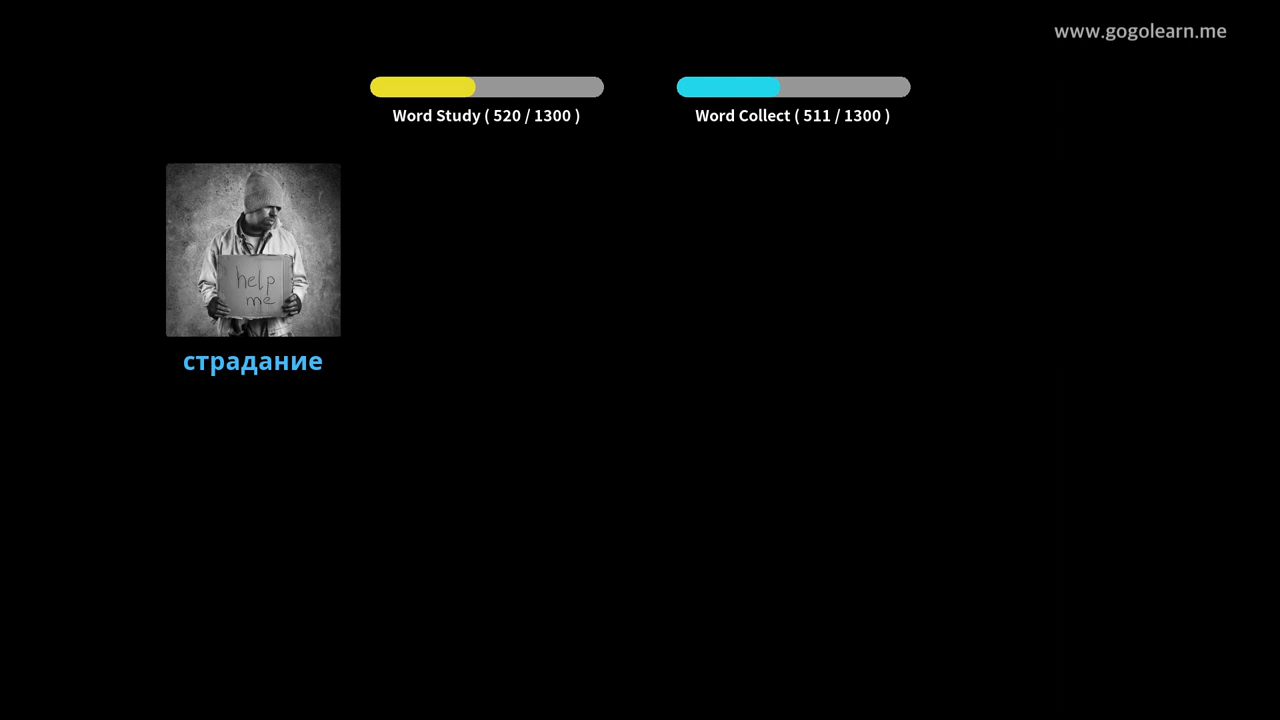 www.gogolearn.me
Word Study ( 520 / 1300 )
Word Collect ( 511 / 1300 )
help
me
страдание